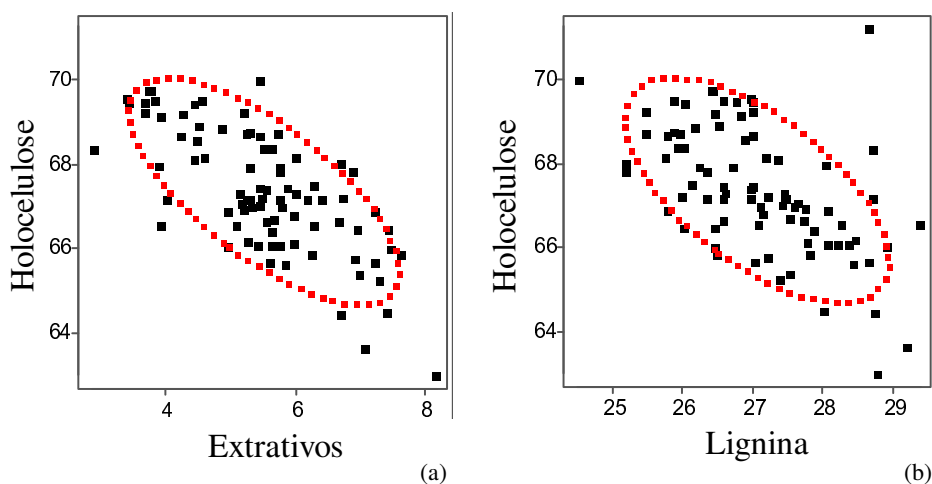 Holocelulose
70
68
66
64
4 6 8
Extrativos
(a)
Holocelulose
70
68
66
64
25 26 27 28 29
Lignina
(b)